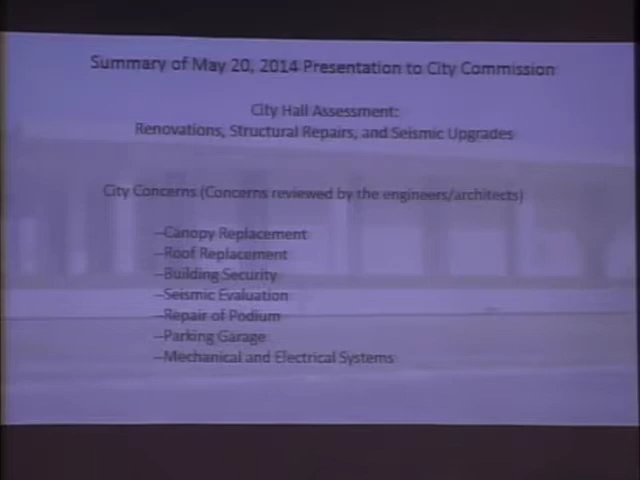 Summary of May 20, 2014 Presentation to City Commission
City Hall Assessment:
Renovations, Structural Repairs, and Seismic Upgrades
City Concerns (Concerns reviewed by the engineers/architects)
–Canopy Replacement
–Roof Replacement
–Building Security
–Seismic Evaluation
–Repair of Podium
–Parking Garage
–Mechanical and Electrical Systems